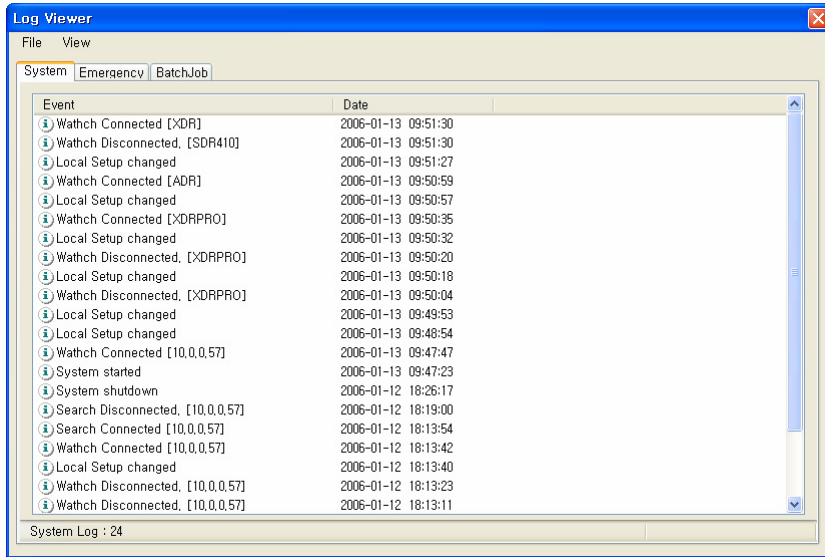 Log Viewer
File View
System Emergency BatchJob
Event Date
Wathch Connected [XDR] 2006-01-13 09:51:30
Wathch Disconnected, [SDR410] 2006-01-13 09:51:30
Local Setup changed 2006-01-13 09:51:27
Wathch Connected [ADR] 2006-01-13 09:50:59
Local Setup changed 2006-01-13 09:50:57
Wathch Connected [XDRPRO] 2006-01-13 09:50:35
Local Setup changed 2006-01-13 09:50:32
Wathch Disconnected, [XDRPRO] 2006-01-13 09:50:20
Local Setup changed 2006-01-13 09:50:18
Wathch Disconnected, [XDRPRO] 2006-01-13 09:50:04
Local Setup changed 2006-01-13 09:49:53
Local Setup changed 2006-01-13 09:48:54
Wathch Connected [10,0,0,57] 2006-01-13 09:47:47
System started 2006-01-13 09:47:23
System shutdown 2006-01-12 18:26:17
Search Disconnected, [10,0,0,57] 2006-01-12 18:19:00
Search Connected [10,0,0,57] 2006-01-12 18:13:54
Wathch Connected [10,0,0,57] 2006-01-12 18:13:42
Local Setup changed 2006-01-12 18:13:40
Wathch Disconnected, [10,0,0,57] 2006-01-12 18:13:23
Wathch Disconnected, [10,0,0,57] 2006-01-12 18:13:11
System Log : 24